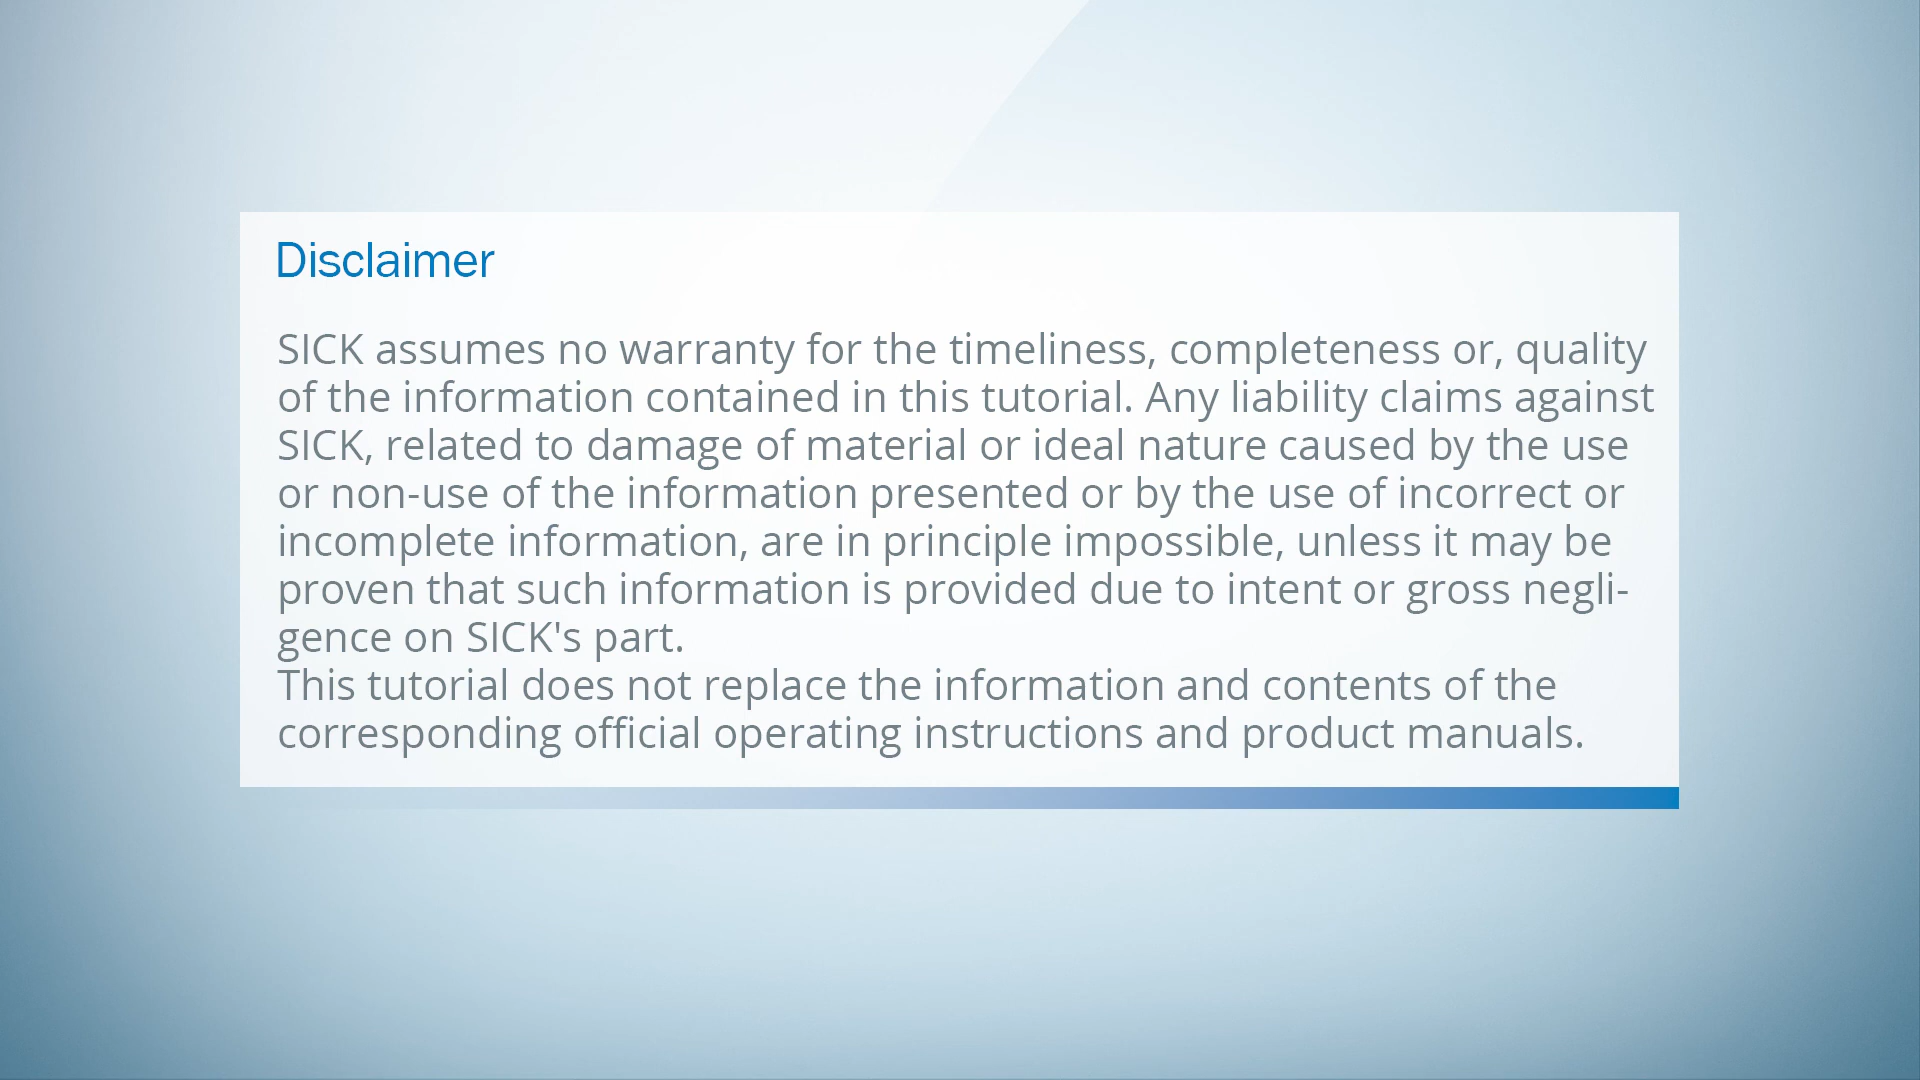 Disclaimer
SICK assumes no warranty for the timeliness, completeness or, quality
of the information contained in this tutorial. Any liability claims against
SICK, related to damage of material or ideal nature caused by the use
or non-use of the information presented or by the use of incorrect or
incomplete information, are in principle impossible, unless it may be
proven that such information is provided due to intent or gross negli-
gence on SICK's part.
This tutorial does not replace the information and contents of the
corresponding official operating instructions and product manuals.